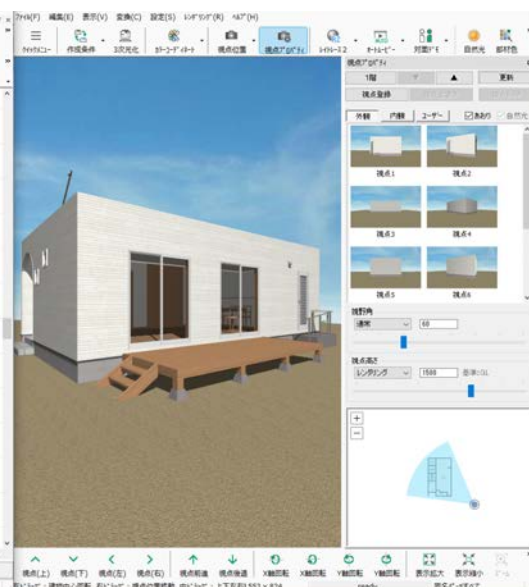 ファイル(F) 編集(E) 表示(V) 変換(C) 設定(S) レンダリング(R) ヘルプ(H)
クイックメニュー 作成条件 3次元化 カラーコーディネート 視点位置 視点プロパティ レイトレース2 オートムービー 対面デモ 自然光 部材色
視点プロパティ
1階 ▼ ▲ 更新
視点登録
外観 内観 ユーザー あおり 自然光
視点1 視点2
視点3 視点4
視点5 視点6
視野角
通常 60
視点高さ
レンダリング 1500 基準:GL
+
-
視点(上) 視点(下) 視点(左) 視点(右) 視点前進 視点後退 X軸回転 X軸回転 Y軸回転 Y軸回転 表示拡大 表示縮小
ready